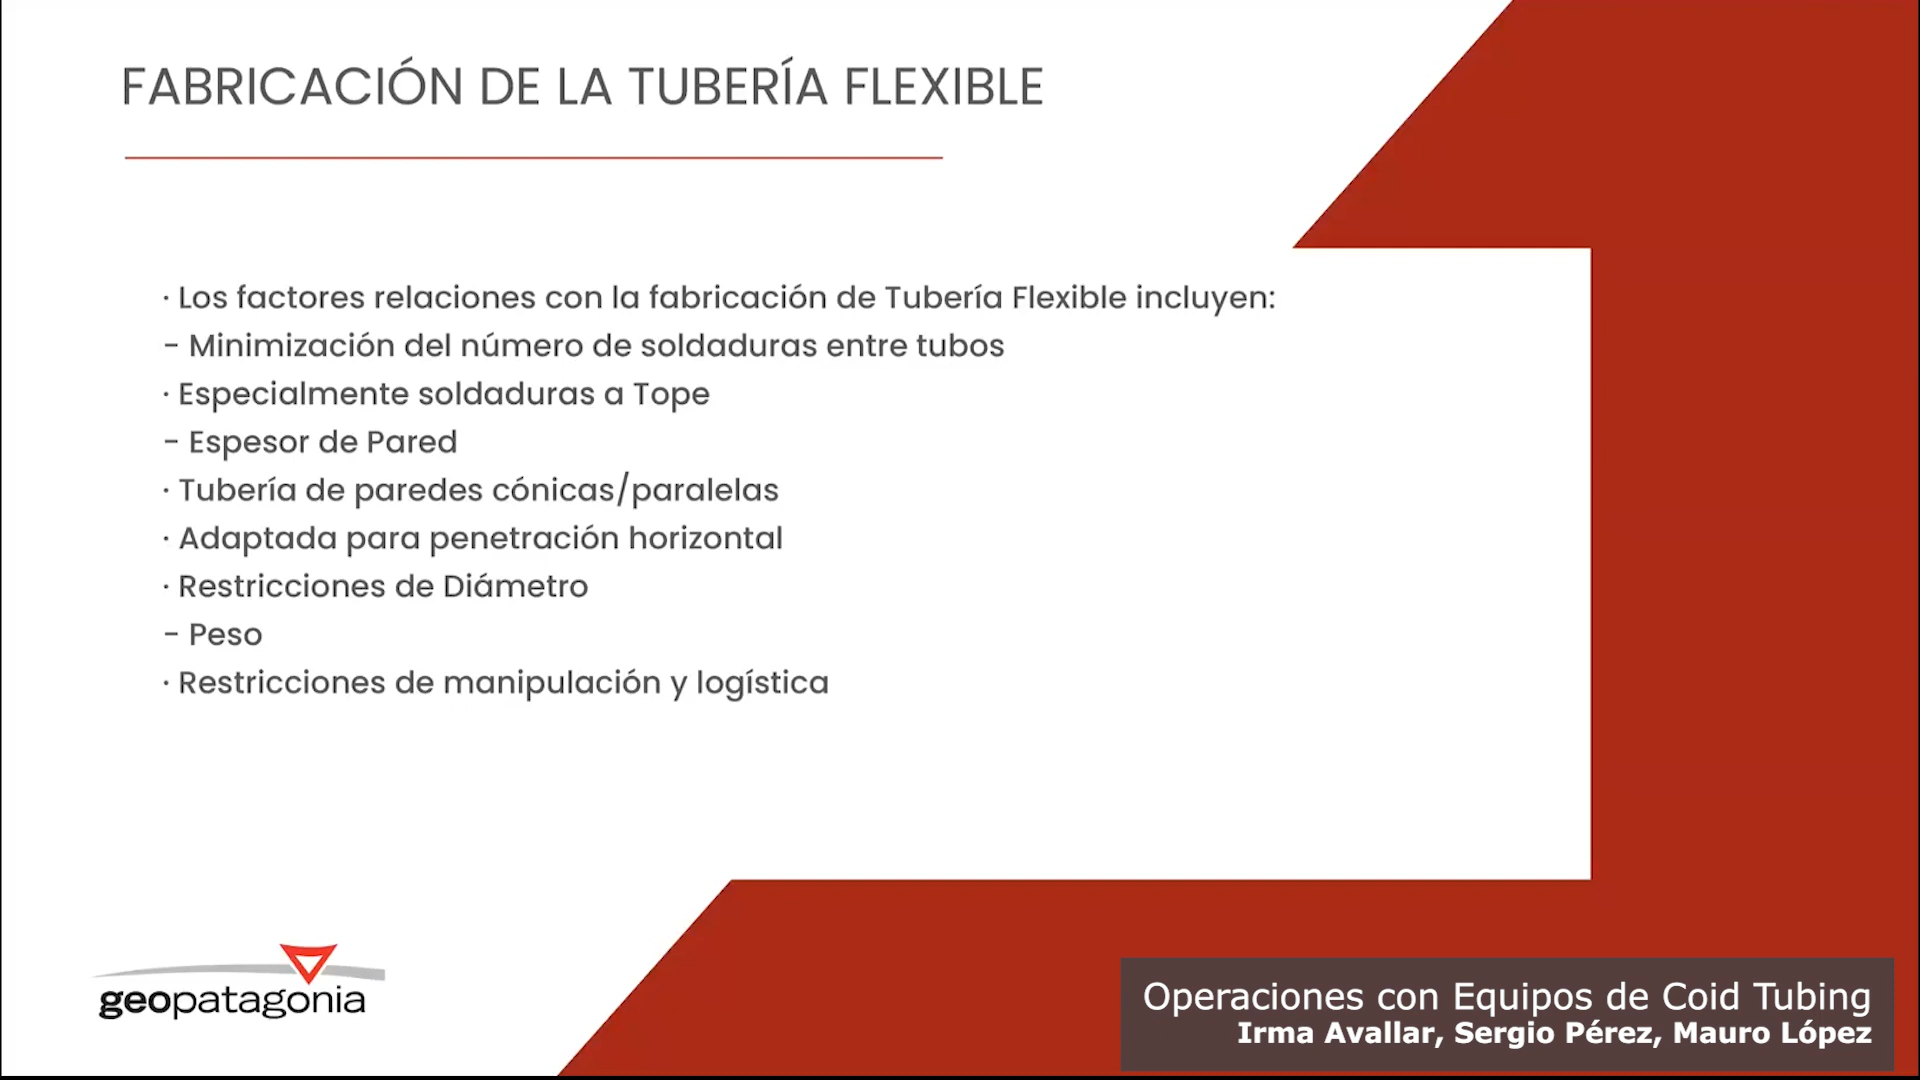 FABRICACIÓN DE LA TUBERÍA FLEXIBLE
· Los factores relaciones con la fabricación de Tubería Flexible incluyen:
- Minimización del número de soldaduras entre tubos
· Especialmente soldaduras a Tope
- Espesor de Pared
· Tubería de paredes cónicas/paralelas
· Adaptada para penetración horizontal
· Restricciones de Diámetro
- Peso
· Restricciones de manipulación y logística
geopatagonia
Operaciones con Equipos de Coid Tubing
Irma Avallar, Sergio Pérez, Mauro López